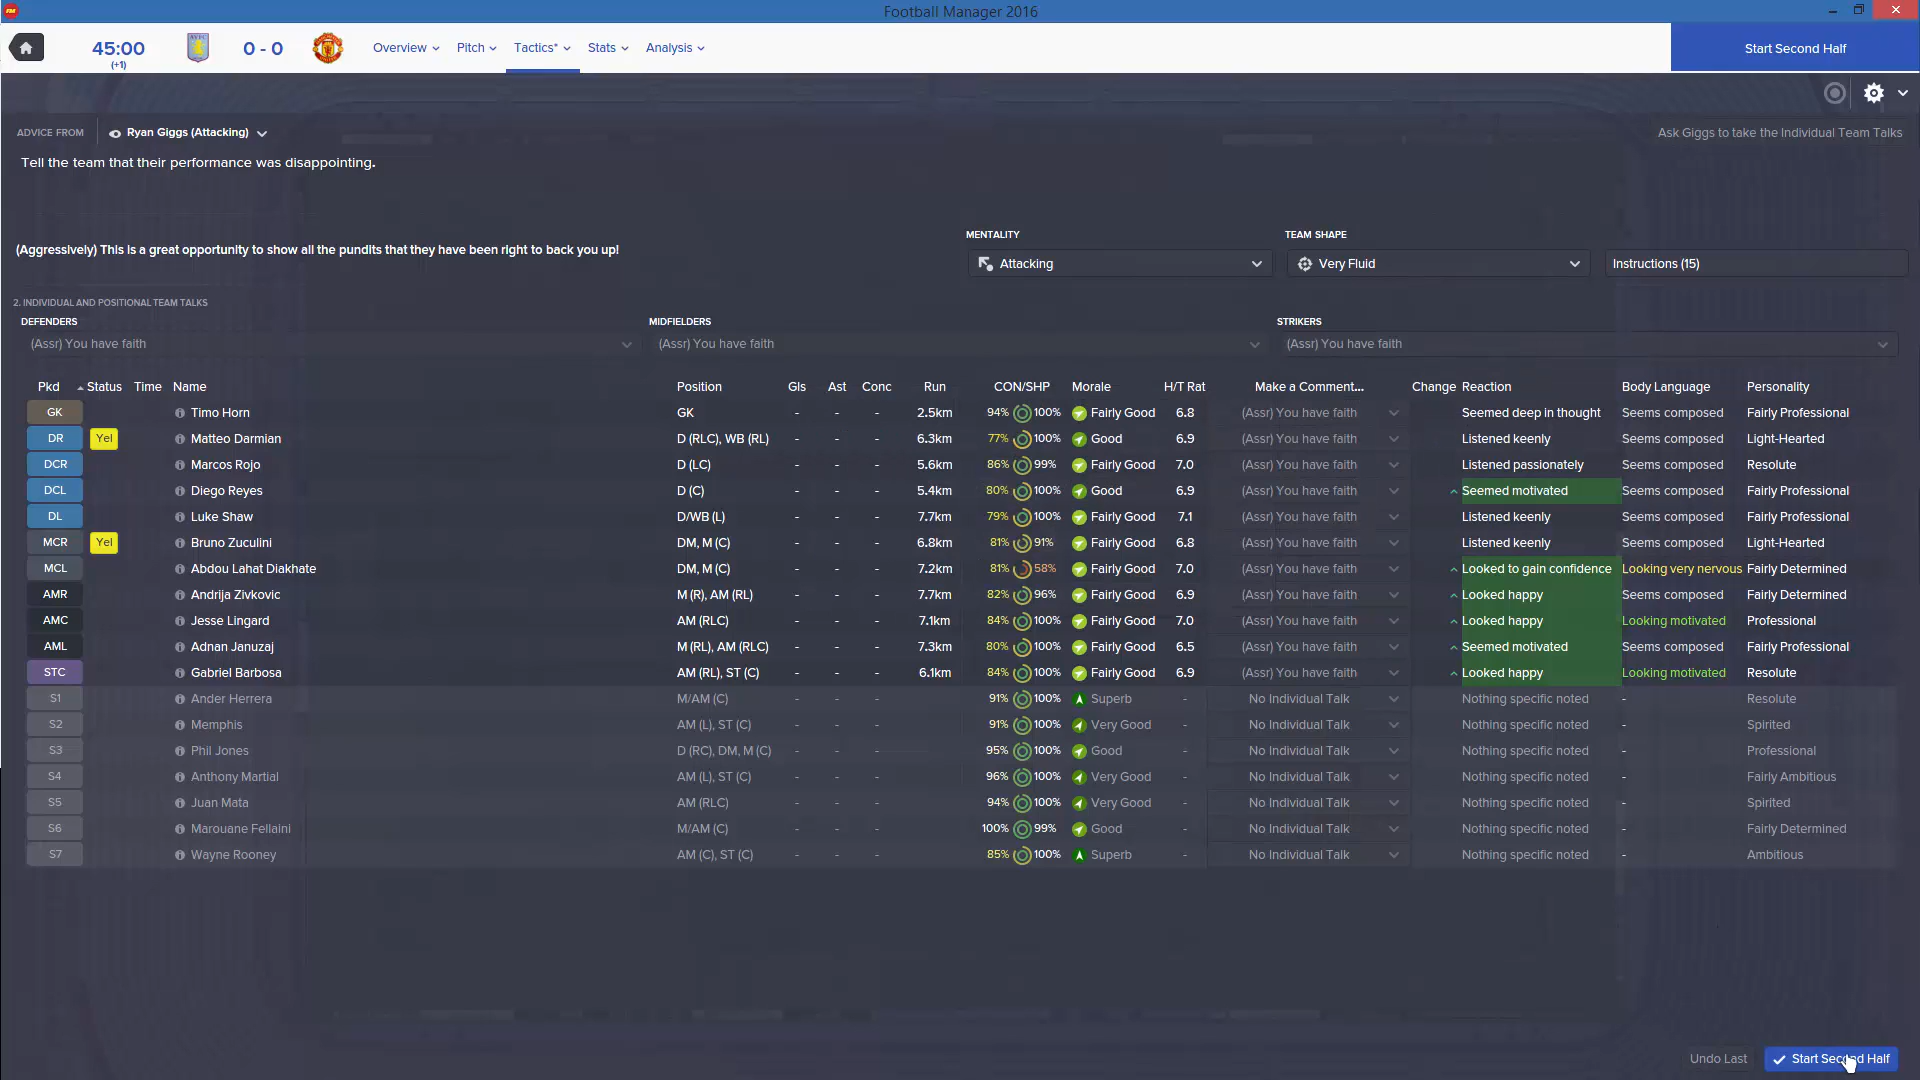 Football Manager 2016
45:00
(+1)
0 - 0
Overview
Pitch
Tactics*
Stats
Analysis
Start Second Half
ADVICE FROM
Ryan Giggs (Attacking)
Ask Giggs to take the Individual Team Talks
Tell the team that their performance was disappointing.
(Aggressively) This is a great opportunity to show all the pundits that they have been right to back you up!
MENTALITY
Attacking
TEAM SHAPE
Very Fluid
Instructions (15)
2. INDIVIDUAL AND POSITIONAL TEAM TALKS
DEFENDERS MIDFIELDERS STRIKERS
(Assr) You have faith (Assr) You have faith (Assr) You have faith
Pkd Status Time Name Position Gls Ast Conc Run CON/SHP Morale H/T Rat Make a Comment... Change Reaction Body Language Personality
GK Timo Horn GK - - - 2.5km 94% 100% Fairly Good 6.8 (Assr) You have faith Seemed deep in thought Seems composed Fairly Professional
DR Yel Matteo Darmian D (RLC), WB (RL) - - - 6.3km 77% 100% Good 6.9 (Assr) You have faith Listened keenly Seems composed Light-Hearted
DCR Marcos Rojo D (LC) - - - 5.6km 86% 99% Fairly Good 7.0 (Assr) You have faith Listened passionately Seems composed Resolute
DCL Diego Reyes D (C) - - - 5.4km 80% 100% Good 6.9 (Assr) You have faith Seemed motivated Seems composed Fairly Professional
DL Luke Shaw D/WB (L) - - - 7.7km 79% 100% Fairly Good 7.1 (Assr) You have faith Listened keenly Seems composed Fairly Professional
MCR Yel Bruno Zuculini DM, M (C) - - - 6.8km 81% 91% Fairly Good 6.8 (Assr) You have faith Listened keenly Seems composed Light-Hearted
MCL Abdou Lahat Diakhate DM, M (C) - - - 7.2km 81% 58% Fairly Good 7.0 (Assr) You have faith Looked to gain confidence Looking very nervous Fairly Determined
AMR Andrija Zivkovic M (R), AM (RL) - - - 7.7km 82% 96% Fairly Good 6.9 (Assr) You have faith Looked happy Seems composed Fairly Determined
AMC Jesse Lingard AM (RLC) - - - 7.1km 84% 100% Fairly Good 7.0 (Assr) You have faith Looked happy Looking motivated Professional
AML Adnan Januzaj M (RL), AM (RLC) - - - 7.3km 80% 100% Fairly Good 6.5 (Assr) You have faith Seemed motivated Seems composed Fairly Professional
STC Gabriel Barbosa AM (RL), ST (C) - - - 6.1km 84% 100% Fairly Good 6.9 (Assr) You have faith Looked happy Looking motivated Resolute
S1 Ander Herrera M/AM (C) - - - 91% 100% Superb - No Individual Talk Nothing specific noted - Resolute
S2 Memphis AM (L), ST (C) - - - 91% 100% Very Good - No Individual Talk Nothing specific noted - Spirited
S3 Phil Jones D (RC), DM, M (C) - - - 95% 100% Good - No Individual Talk Nothing specific noted - Professional
S4 Anthony Martial AM (L), ST (C) - - - 96% 100% Very Good - No Individual Talk Nothing specific noted - Fairly Ambitious
S5 Juan Mata AM (RLC) - - - 94% 100% Very Good - No Individual Talk Nothing specific noted - Spirited
S6 Marouane Fellaini M/AM (C) - - - 100% 99% Good - No Individual Talk Nothing specific noted - Fairly Determined
S7 Wayne Rooney AM (C), ST (C) - - - 85% 100% Superb - No Individual Talk Nothing specific noted - Ambitious
Undo Last
Start Second Half